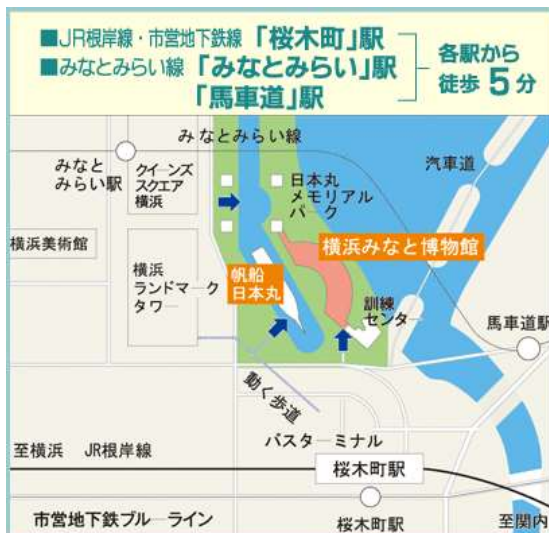 ■JR根岸線・市営地下鉄線「桜木町」駅
■みなとみらい線「みなとみらい」駅
「馬車道」駅
各駅から
徒歩5分
みなとみらい線
汽車道
みなと
みらい駅
クイーンズ
スクエア
横浜
日本丸
メモリアル
パーク
横浜美術館
横浜みなと博物館
横浜
ランドマーク
タワー
帆船
日本丸
訓練
センター
馬車道駅
動く歩道
バスターミナル
至横浜 JR根岸線
桜木町駅
市営地下鉄ブルーライン
桜木町駅
至関内